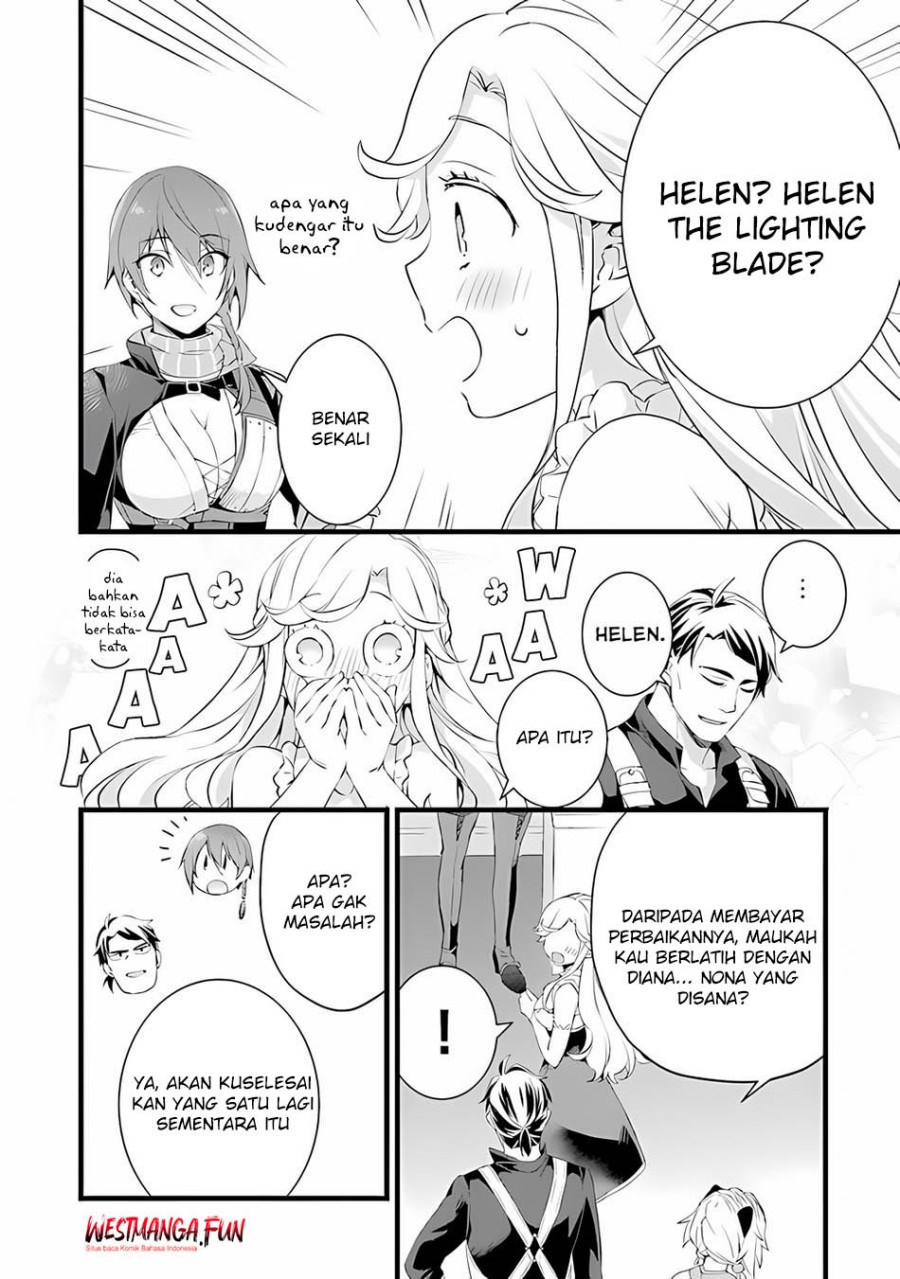 HELEN? HELEN
THE LIGHTING
BLADE?
apa yang
kudengar itu
benar?
BENAR
SEKALI
...
HELEN.
APA ITU?
WAA
AAAA
dia
bahkan
tidak bisa
berkata-
kata
DARIPADA MEMBAYAR
PERBAIKANNYA, MAUKAH
KAU BERLATIH DENGAN
DIANA... NONA YANG
DISANA?
!
APA?
APA GAK
MASALAH?
YA, AKAN KUSELESAI
KAN YANG SATU LAGI
SEMENTARA ITU
WESTMANGA.FUN
Situs baca Komik Bahasa Indonesia